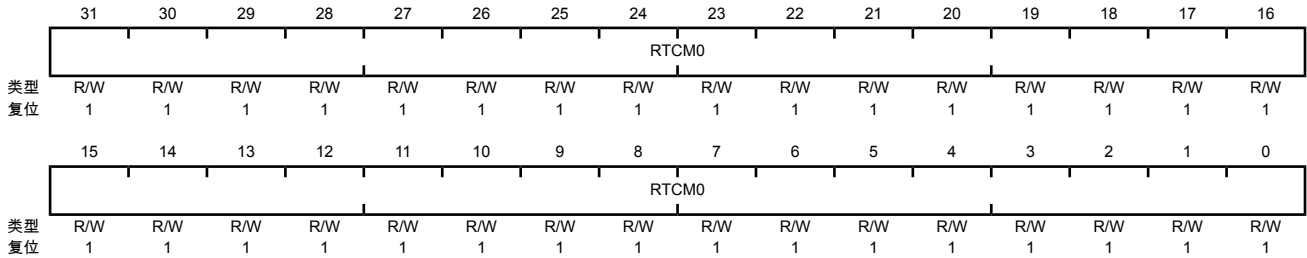 31 30 29 28 27 26 25 24 23 22 21 20 19 18 17 16
RTCM0
类型 R/W R/W R/W R/W R/W R/W R/W R/W R/W R/W R/W R/W R/W R/W R/W R/W
复位 1 1 1 1 1 1 1 1 1 1 1 1 1 1 1 1
15 14 13 12 11 10 9 8 7 6 5 4 3 2 1 0
RTCM0
类型 R/W R/W R/W R/W R/W R/W R/W R/W R/W R/W R/W R/W R/W R/W R/W R/W
复位 1 1 1 1 1 1 1 1 1 1 1 1 1 1 1 1